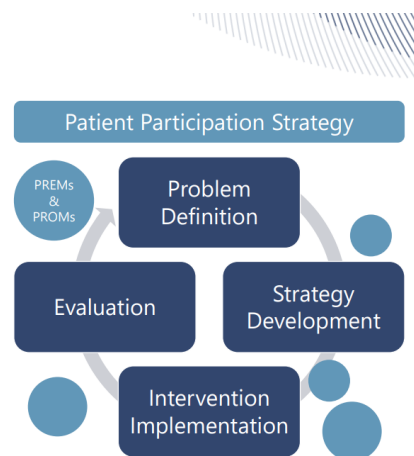 Patient Participation Strategy
PREMs
&
PROMs
Problem
Definition
Evaluation
Strategy
Development
Intervention
Implementation